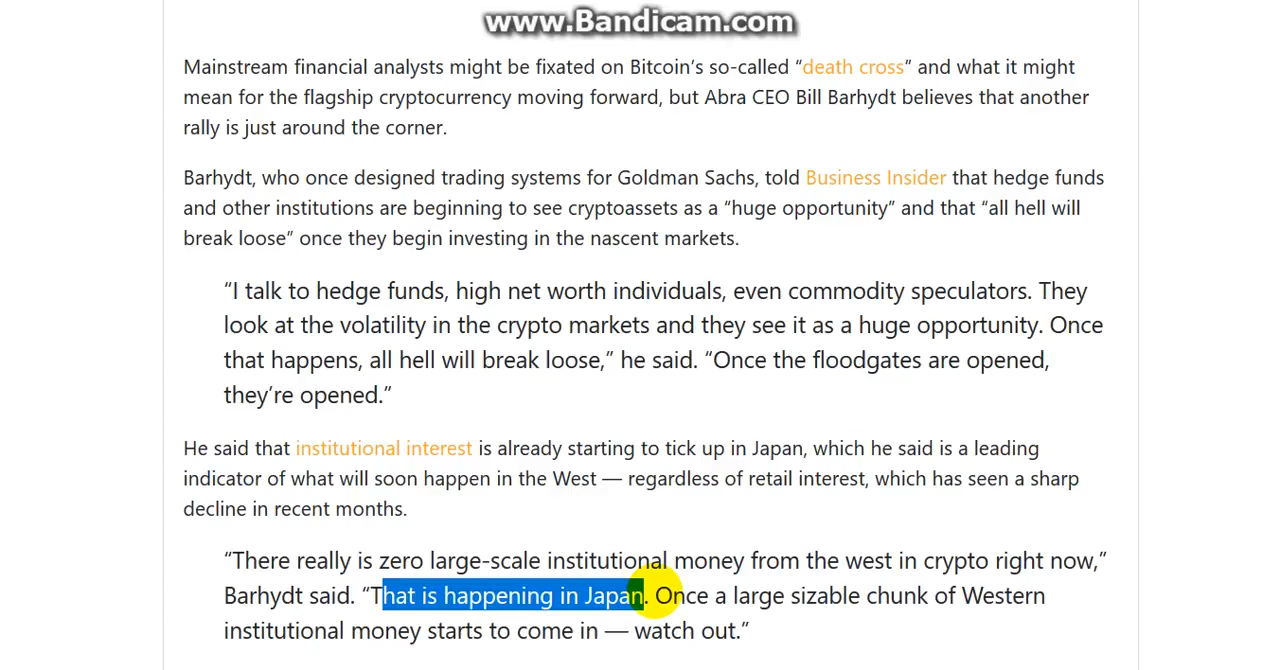 www.Bandicam.com
Mainstream financial analysts might be fixated on Bitcoin’s so-called “death cross“ and what it might
mean for the flagship cryptocurrency moving forward, but Abra CEO Bill Barhydt believes that another
rally is just around the corner.
Barhydt, who once designed trading systems for Goldman Sachs, told Business Insider that hedge funds
and other institutions are beginning to see cryptoassets as a “huge opportunity” and that “all hell will
break loose” once they begin investing in the nascent markets.
“I talk to hedge funds, high net worth individuals, even commodity speculators. They
look at the volatility in the crypto markets and they see it as a huge opportunity. Once
that happens, all hell will break loose,” he said. “Once the floodgates are opened,
they’re opened.”
He said that institutional interest is already starting to tick up in Japan, which he said is a leading
indicator of what will soon happen in the West — regardless of retail interest, which has seen a sharp
decline in recent months.
“There really is zero large-scale institutional money from the west in crypto right now,”
Barhydt said. “That is happening in Japan. Once a large sizable chunk of Western
institutional money starts to come in — watch out.”